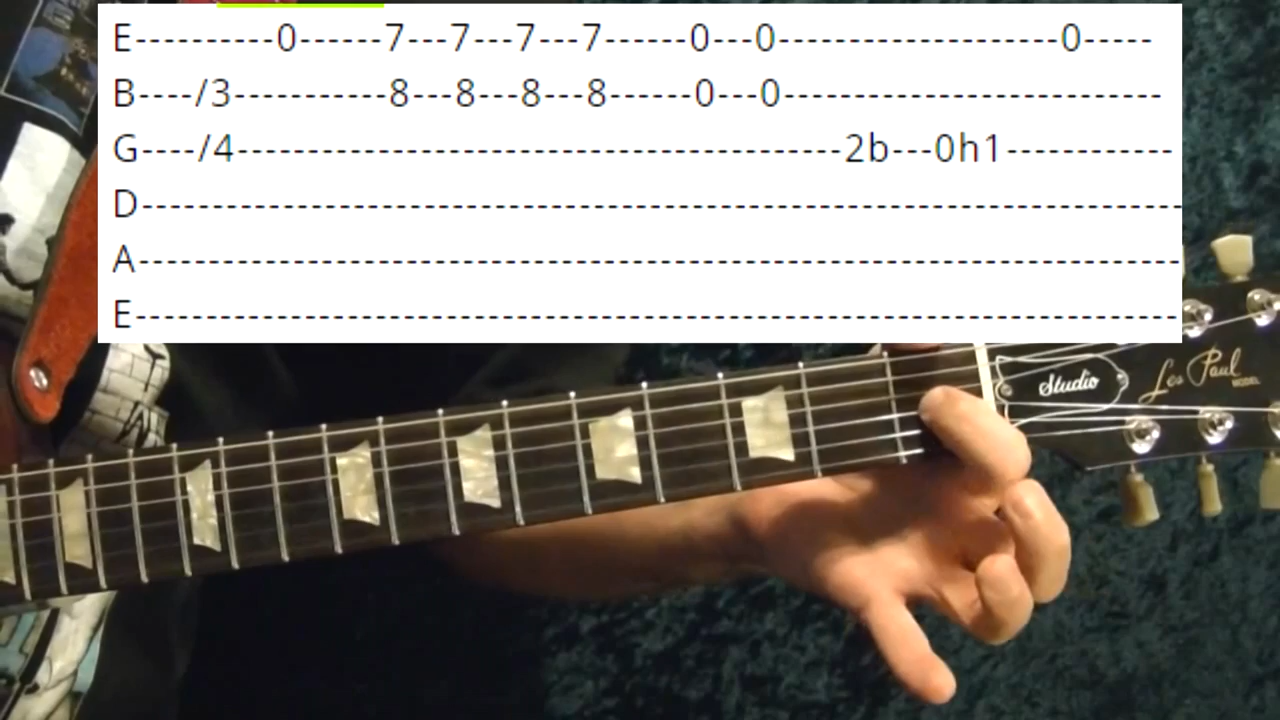 E----------0------7---7---7---7------0---0--------------------0-----
B----/3-----------8---8---8---8------0---0---------------------------
G----/4-----------------------------------------2b---0h1------------
D-------------------------------------------------------------------
A-------------------------------------------------------------------
E-------------------------------------------------------------------
Studio
Les Paul
MODEL